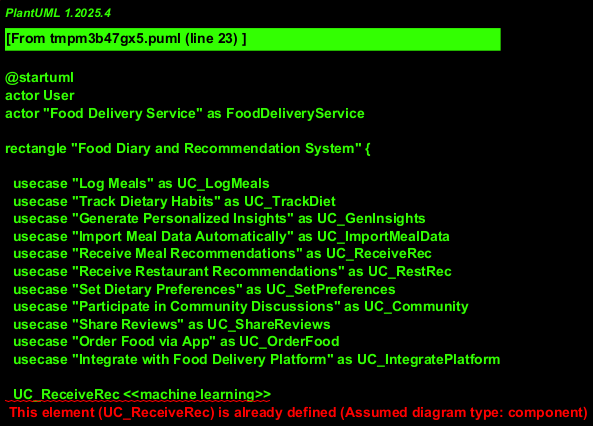 PlantUML 1.2025.4
[From tmpm3b47gx5.puml (line 23) ]
@startuml
actor User
actor "Food Delivery Service" as FoodDeliveryService
rectangle "Food Diary and Recommendation System" {
usecase "Log Meals" as UC_LogMeals
usecase "Track Dietary Habits" as UC_TrackDiet
usecase "Generate Personalized Insights" as UC_GenInsights
usecase "Import Meal Data Automatically" as UC_ImportMealData
usecase "Receive Meal Recommendations" as UC_ReceiveRec
usecase "Receive Restaurant Recommendations" as UC_RestRec
usecase "Set Dietary Preferences" as UC_SetPreferences
usecase "Participate in Community Discussions" as UC_Community
usecase "Share Reviews" as UC_ShareReviews
usecase "Order Food via App" as UC_OrderFood
usecase "Integrate with Food Delivery Platform" as UC_IntegratePlatform
UC_ReceiveRec <<machine learning>>
This element (UC_ReceiveRec) is already defined (Assumed diagram type: component)